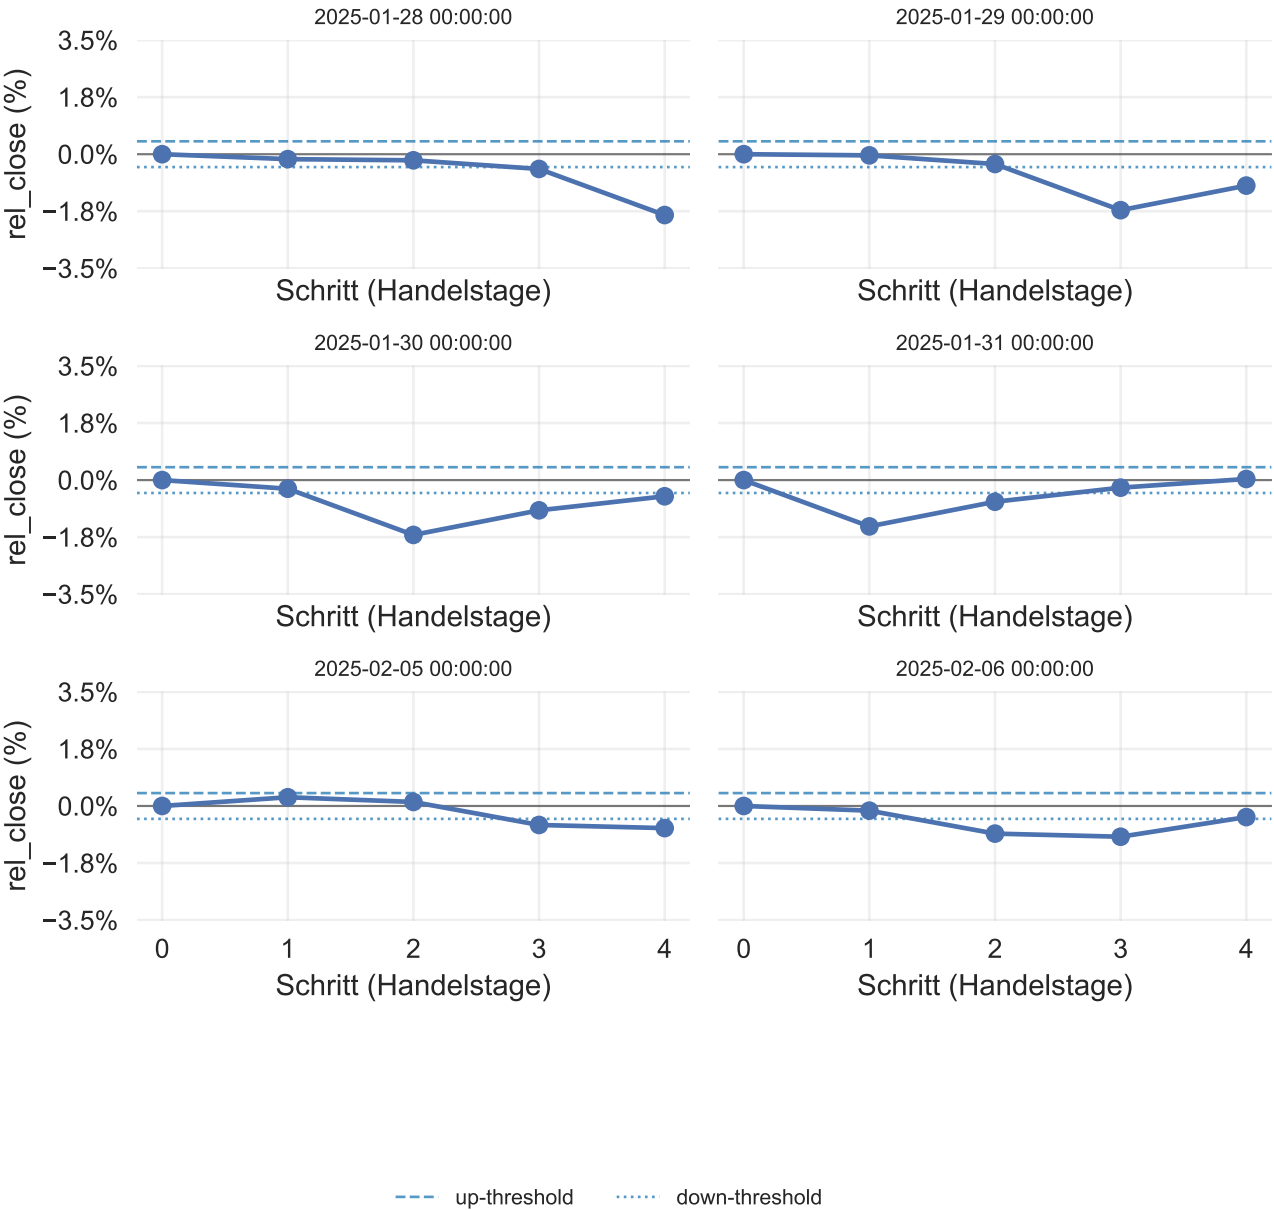 2025-01-28 00:00:00
2025-01-29 00:00:00
rel_close (%)
3.5%
1.8%
0.0%
−1.8%
−3.5%
Schritt (Handelstage)
Schritt (Handelstage)
2025-01-30 00:00:00
2025-01-31 00:00:00
rel_close (%)
3.5%
1.8%
0.0%
−1.8%
−3.5%
Schritt (Handelstage)
Schritt (Handelstage)
2025-02-05 00:00:00
2025-02-06 00:00:00
rel_close (%)
3.5%
1.8%
0.0%
−1.8%
−3.5%
0 1 2 3 4
0 1 2 3 4
Schritt (Handelstage)
Schritt (Handelstage)
up-threshold
down-threshold